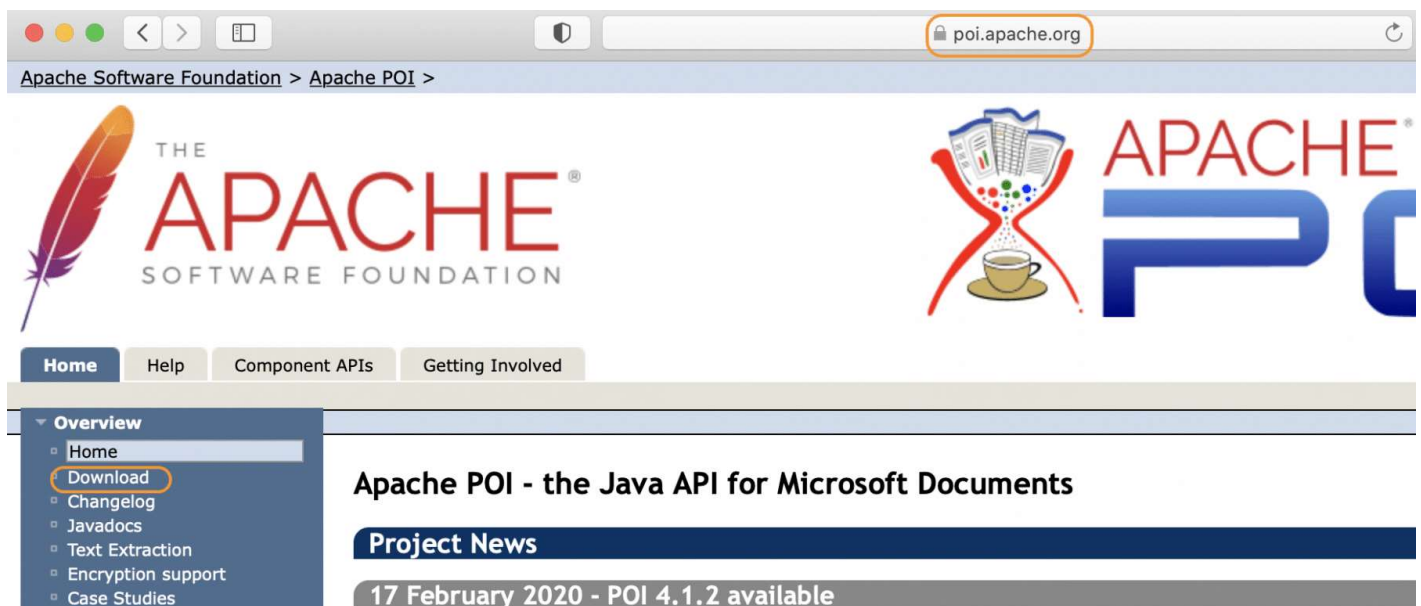 poi.apache.org
Apache Software Foundation > Apache POI >
THE
APACHE®
SOFTWARE FOUNDATION
APACHE®
Home Help Component APIs Getting Involved
Overview
Home
Download
Changelog
Javadocs
Text Extraction
Encryption support
Case Studies
Apache POI - the Java API for Microsoft Documents
Project News
17 February 2020 - POI 4.1.2 available